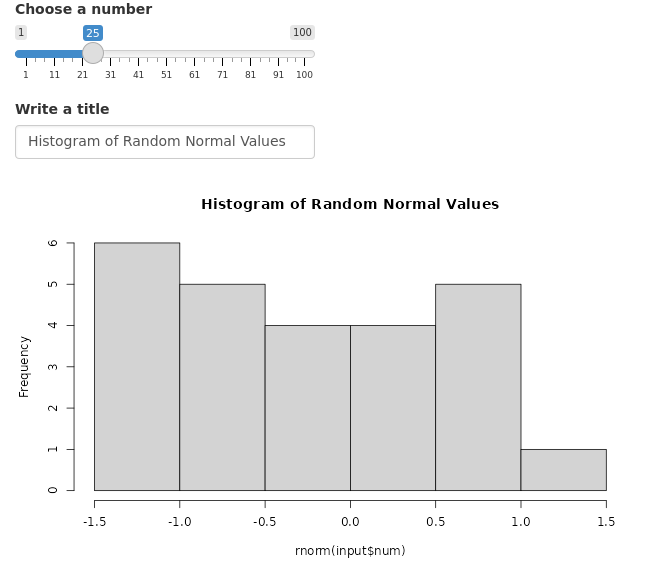 Choose a number
1 25 100
1 11 21 31 41 51 61 71 81 91 100
Write a title
Histogram of Random Normal Values
Histogram of Random Normal Values
Frequency
6
5
4
3
2
1
0
-1.5 -1.0 -0.5 0.0 0.5 1.0 1.5
rnorm(input$num)